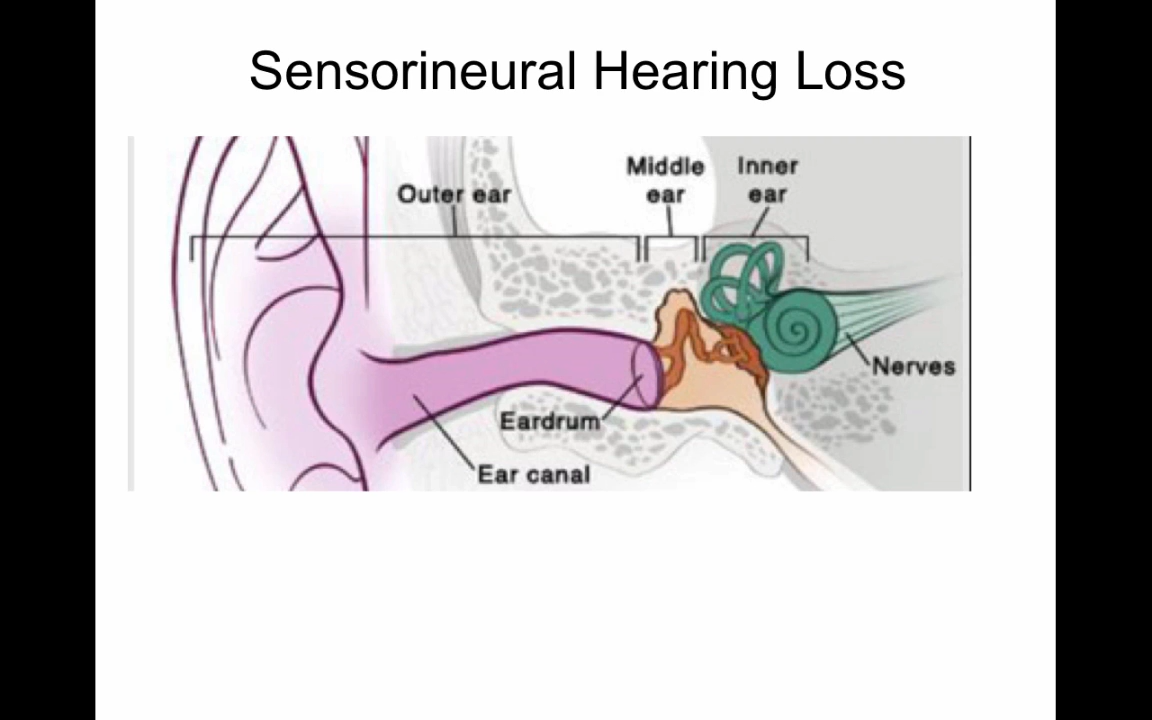 Sensorineural Hearing Loss
Middle
ear
Inner
ear
Outer ear
Nerves
Eardrum
Ear canal